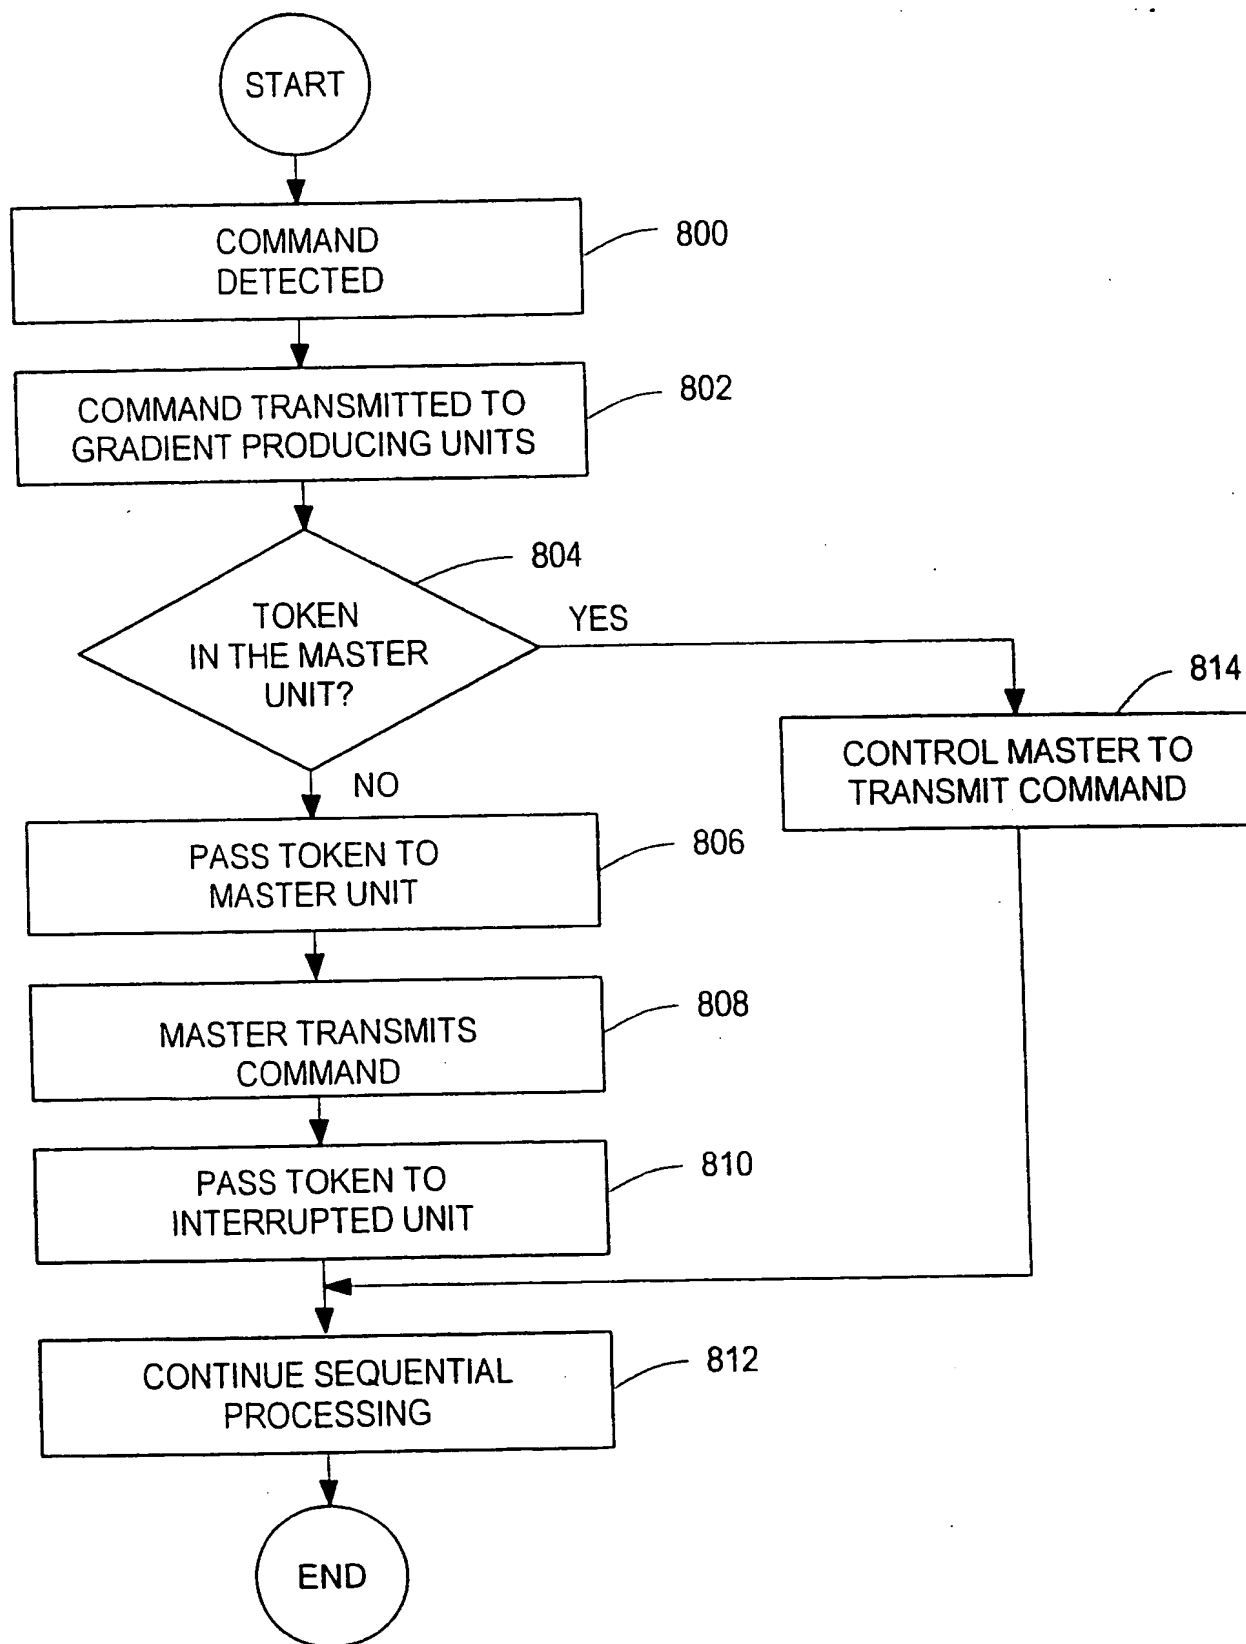 START
COMMAND
DETECTED
800
COMMAND TRANSMITTED TO
GRADIENT PRODUCING UNITS
802
TOKEN
IN THE MASTER
UNIT?
804
YES
NO
CONTROL MASTER TO
TRANSMIT COMMAND
814
PASS TOKEN TO
MASTER UNIT
806
MASTER TRANSMITS
COMMAND
808
PASS TOKEN TO
INTERRUPTED UNIT
810
CONTINUE SEQUENTIAL
PROCESSING
812
END